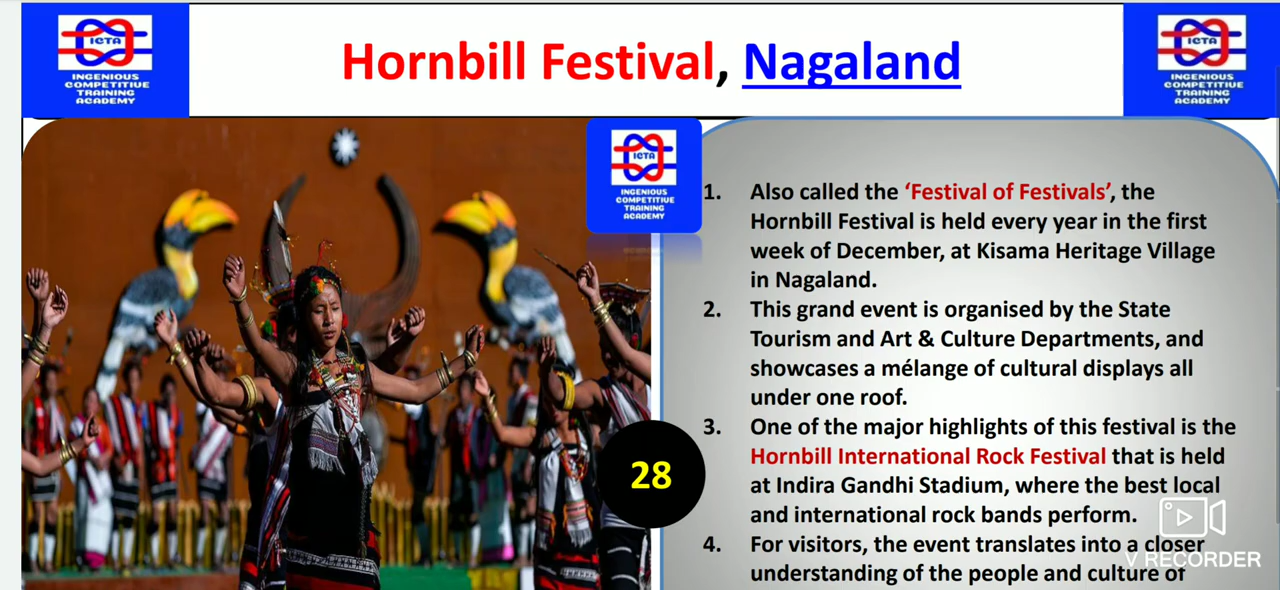 ICTA
INGENIOUS
COMPETITIVE
TRAINING
ACADEMY
Hornbill Festival, Nagaland
ICTA
INGENIOUS
COMPETITIVE
TRAINING
ACADEMY
ICTA
INGENIOUS
COMPETITIVE
TRAINING
ACADEMY
1. Also called the ‘Festival of Festivals’, the
Hornbill Festival is held every year in the first
week of December, at Kisama Heritage Village
in Nagaland.
2. This grand event is organised by the State
Tourism and Art & Culture Departments, and
showcases a mélange of cultural displays all
under one roof.
3. One of the major highlights of this festival is the
Hornbill International Rock Festival that is held
at Indira Gandhi Stadium, where the best local
and international rock bands perform.
4. For visitors, the event translates into a closer
understanding of the people and culture of
28
V RECORDER